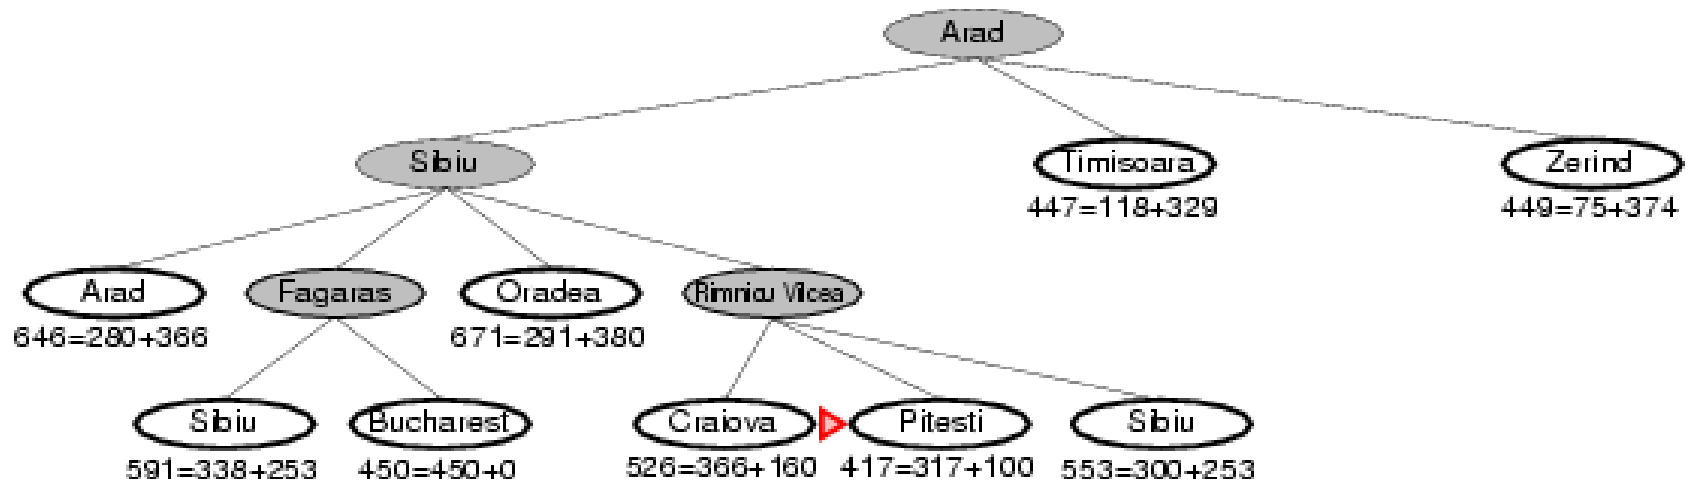 Arad
Sibiu
Timisoara
Zerind
447=118+329
449=75+374
Arad
Fagaras
Oradea
Rimnicu Vilcea
646=280+366
671=291+380
Sibiu
Bucharest
Craiova
Pitesti
Sibiu
591=338+253
450=450+0
526=366+160
417=317+100
553=300+253